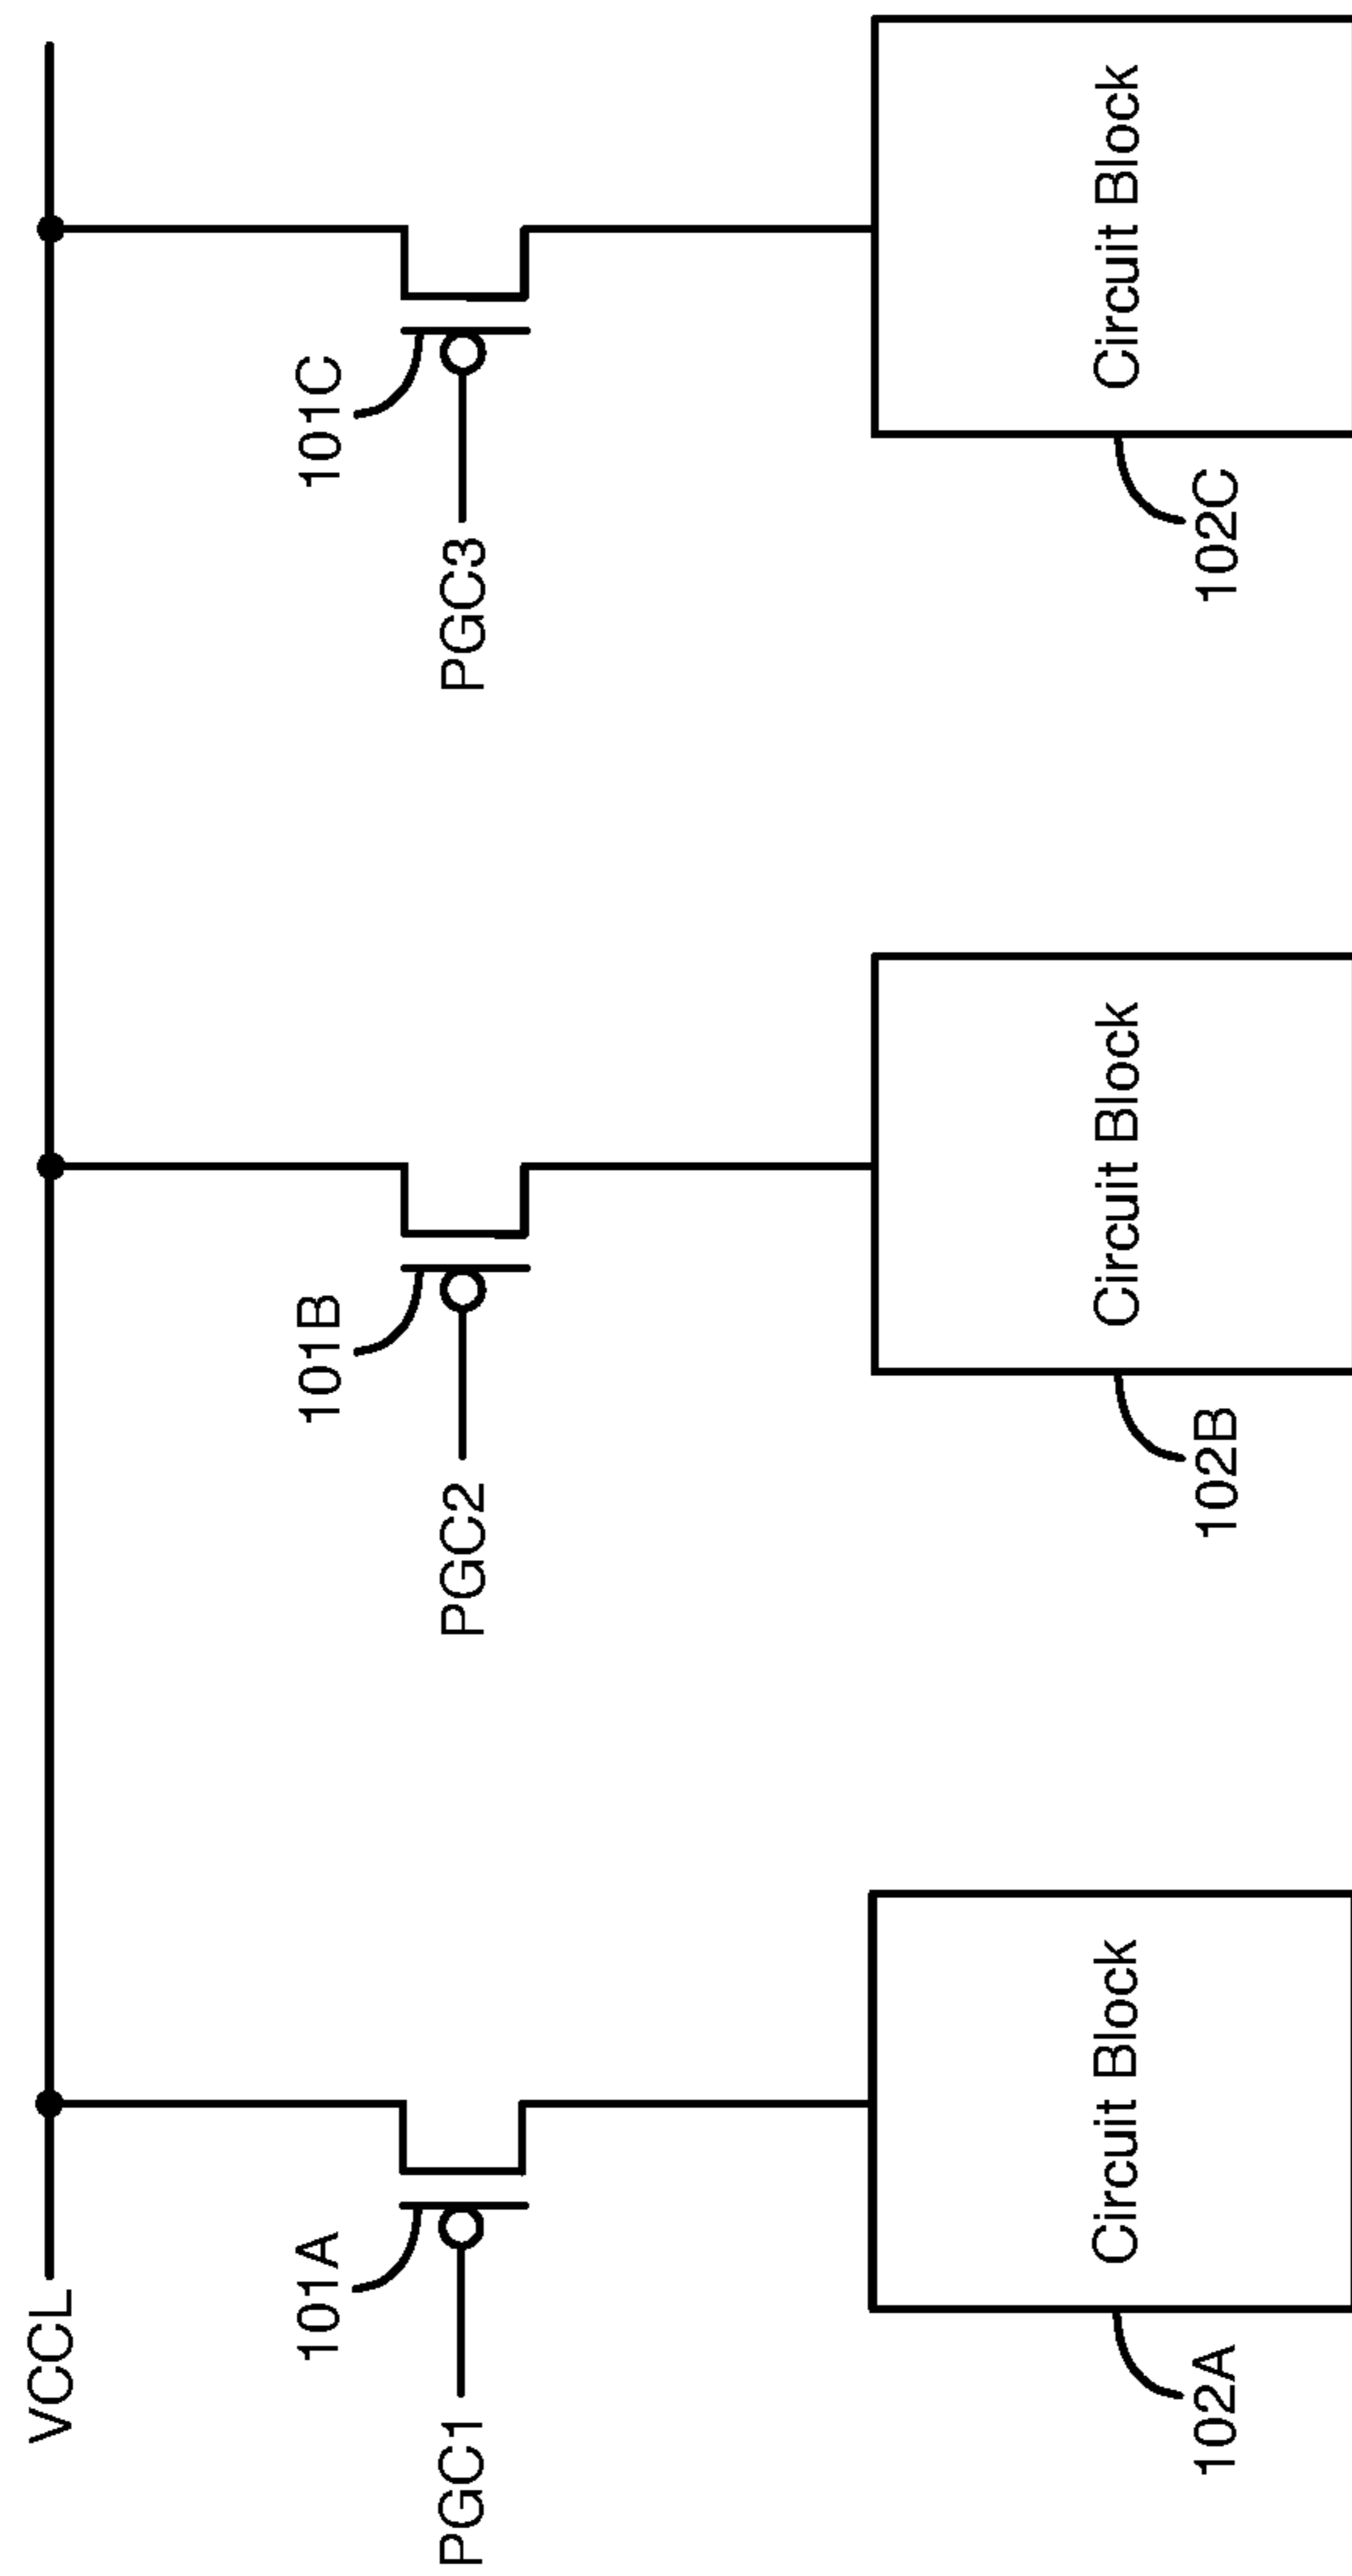 VCCL
101A
101B
101C
PGC1
PGC2
PGC3
Circuit Block
Circuit Block
Circuit Block
102A
102B
102C